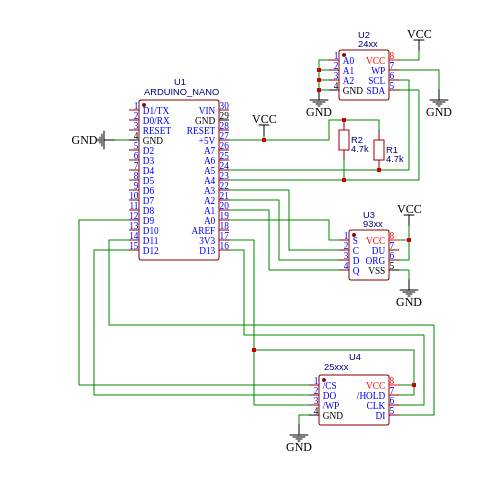 VCC
U2
24xx
1 A0 VCC 8
2 A1 WP 7
3 A2 SCL 6
4 GND SDA 5
GND
GND
U1
ARDUINO_NANO
1 D1/TX VIN 30
2 D0/RX GND 29
3 RESET RESET 28
4 GND +5V 27
5 D2 A7 26
6 D3 A6 25
7 D4 A5 24
8 D5 A4 23
9 D6 A3 22
10 D7 A2 21
11 D8 A1 20
12 D9 A0 19
13 D10 AREF 18
14 D11 3V3 17
15 D12 D13 16
GND
VCC
R2
4.7k
R1
4.7k
VCC
U3
93xx
1 S VCC 8
2 C DU 7
3 D ORG 6
4 Q VSS 5
GND
U4
25xxx
1 /CS VCC 8
2 DO /HOLD 7
3 /WP CLK 6
4 GND DI 5
GND